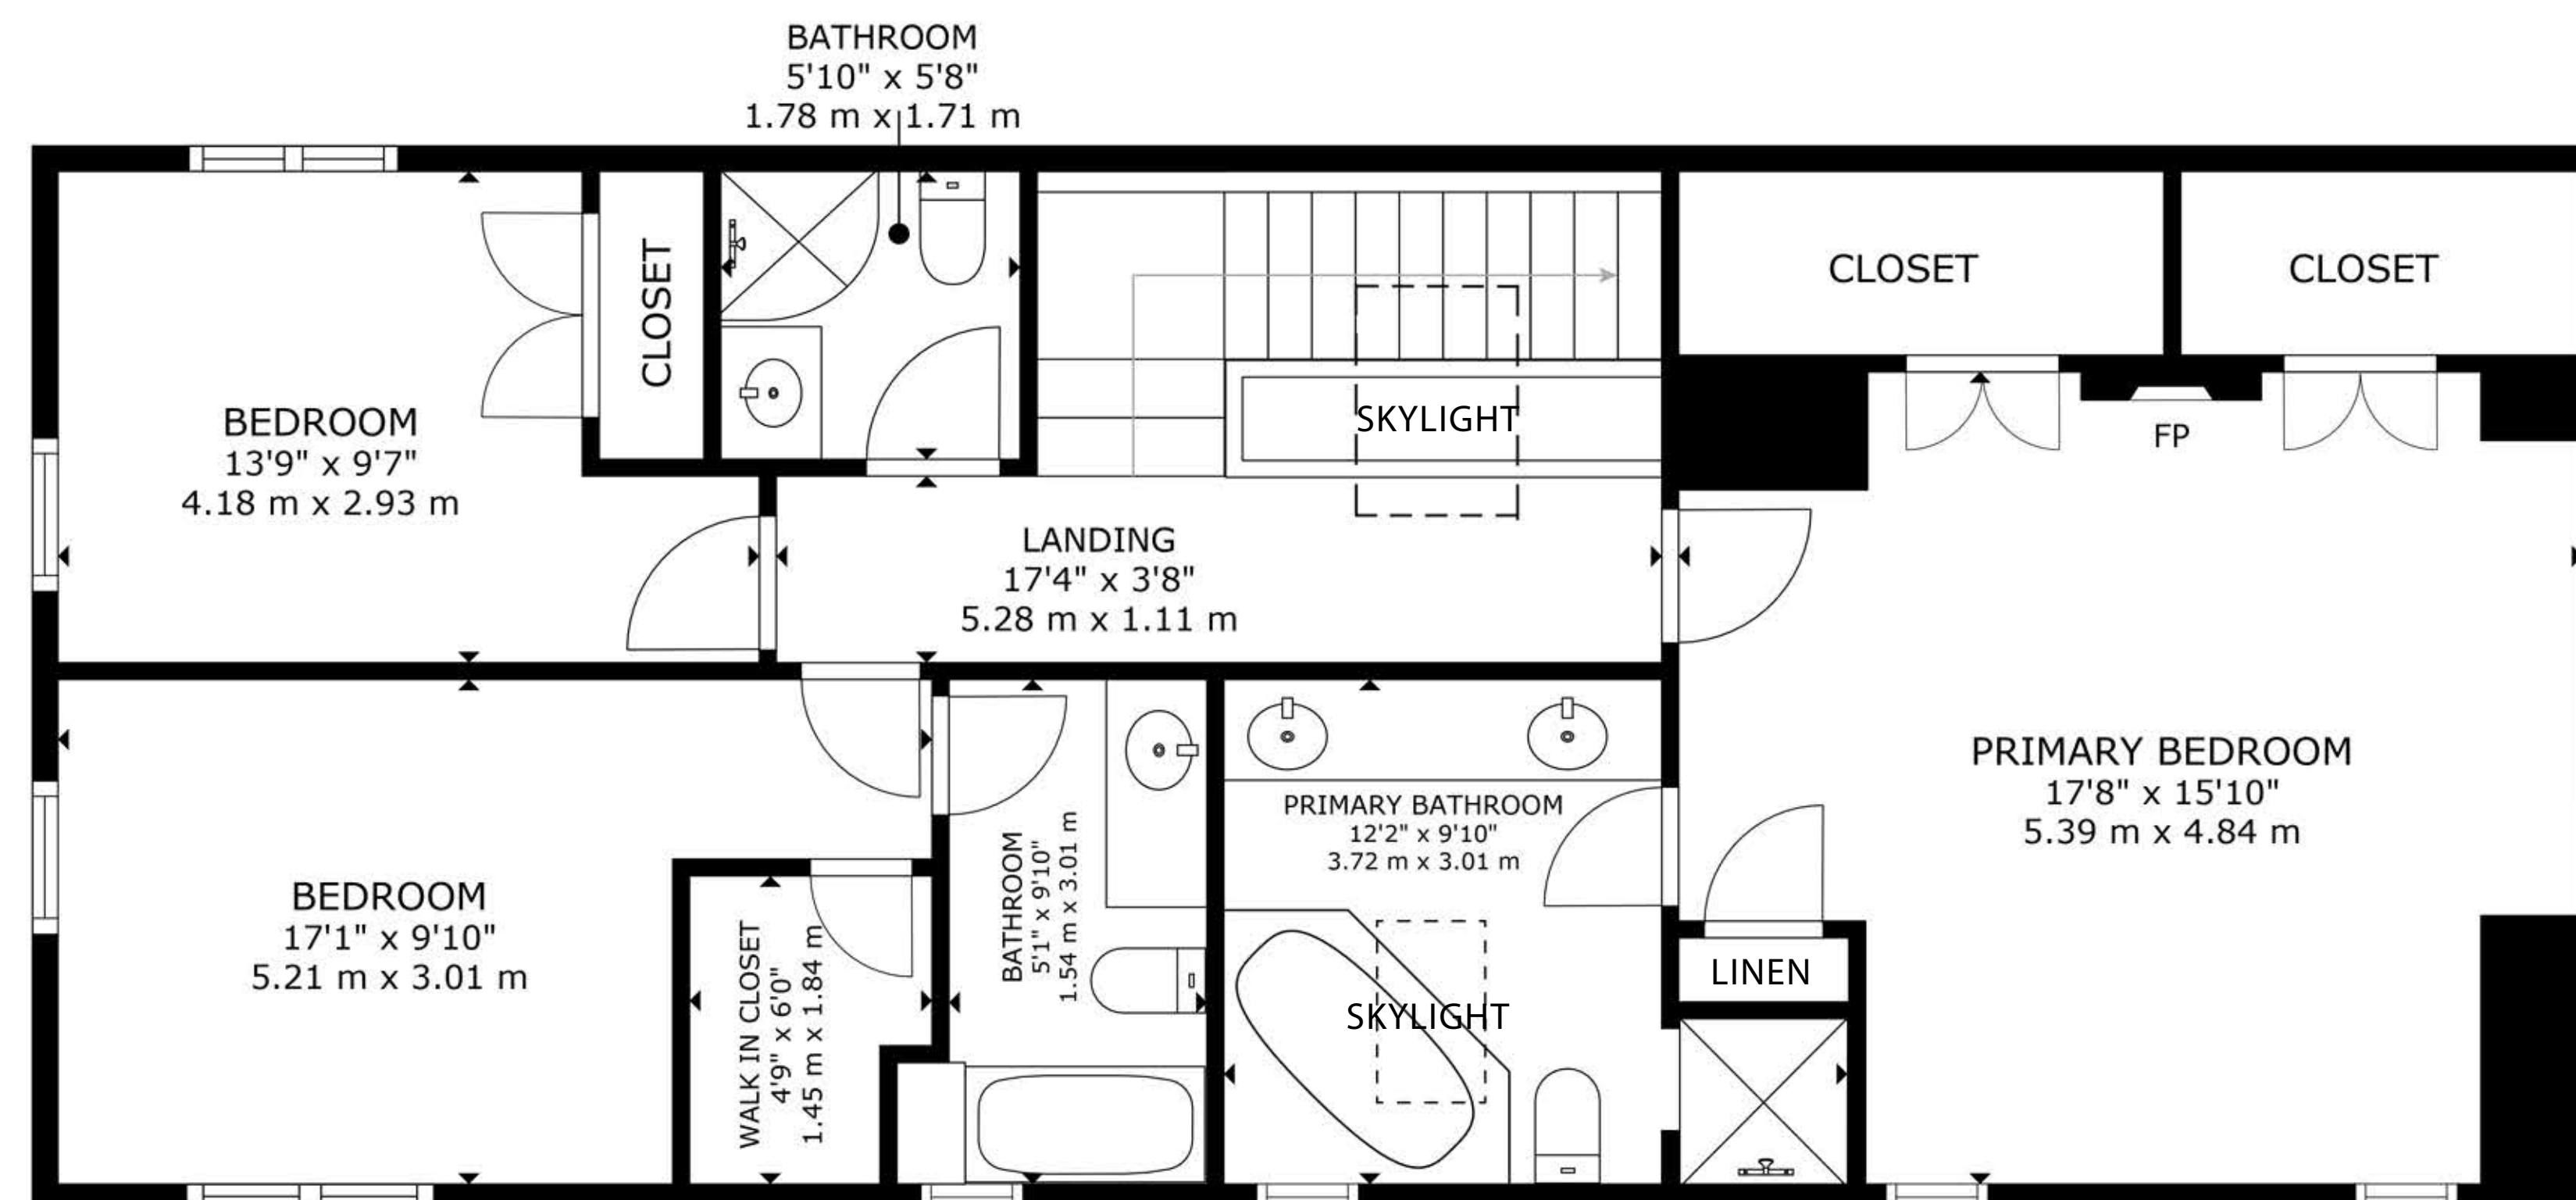 BATHROOM
5'10" x 5'8"
1.78 m x 1.71 m
CLOSET
CLOSET
CLOSET
BEDROOM
13'9" x 9'7"
4.18 m x 2.93 m
SKYLIGHT
FP
LANDING
17'4" x 3'8"
5.28 m x 1.11 m
PRIMARY BEDROOM
17'8" x 15'10"
5.39 m x 4.84 m
PRIMARY BATHROOM
12'2" x 9'10"
3.72 m x 3.01 m
BEDROOM
17'1" x 9'10"
5.21 m x 3.01 m
WALK IN CLOSET
4'9" x 6'0"
1.45 m x 1.84 m
BATHROOM
5'1" x 9'10"
1.54 m x 3.01 m
SKYLIGHT
LINEN